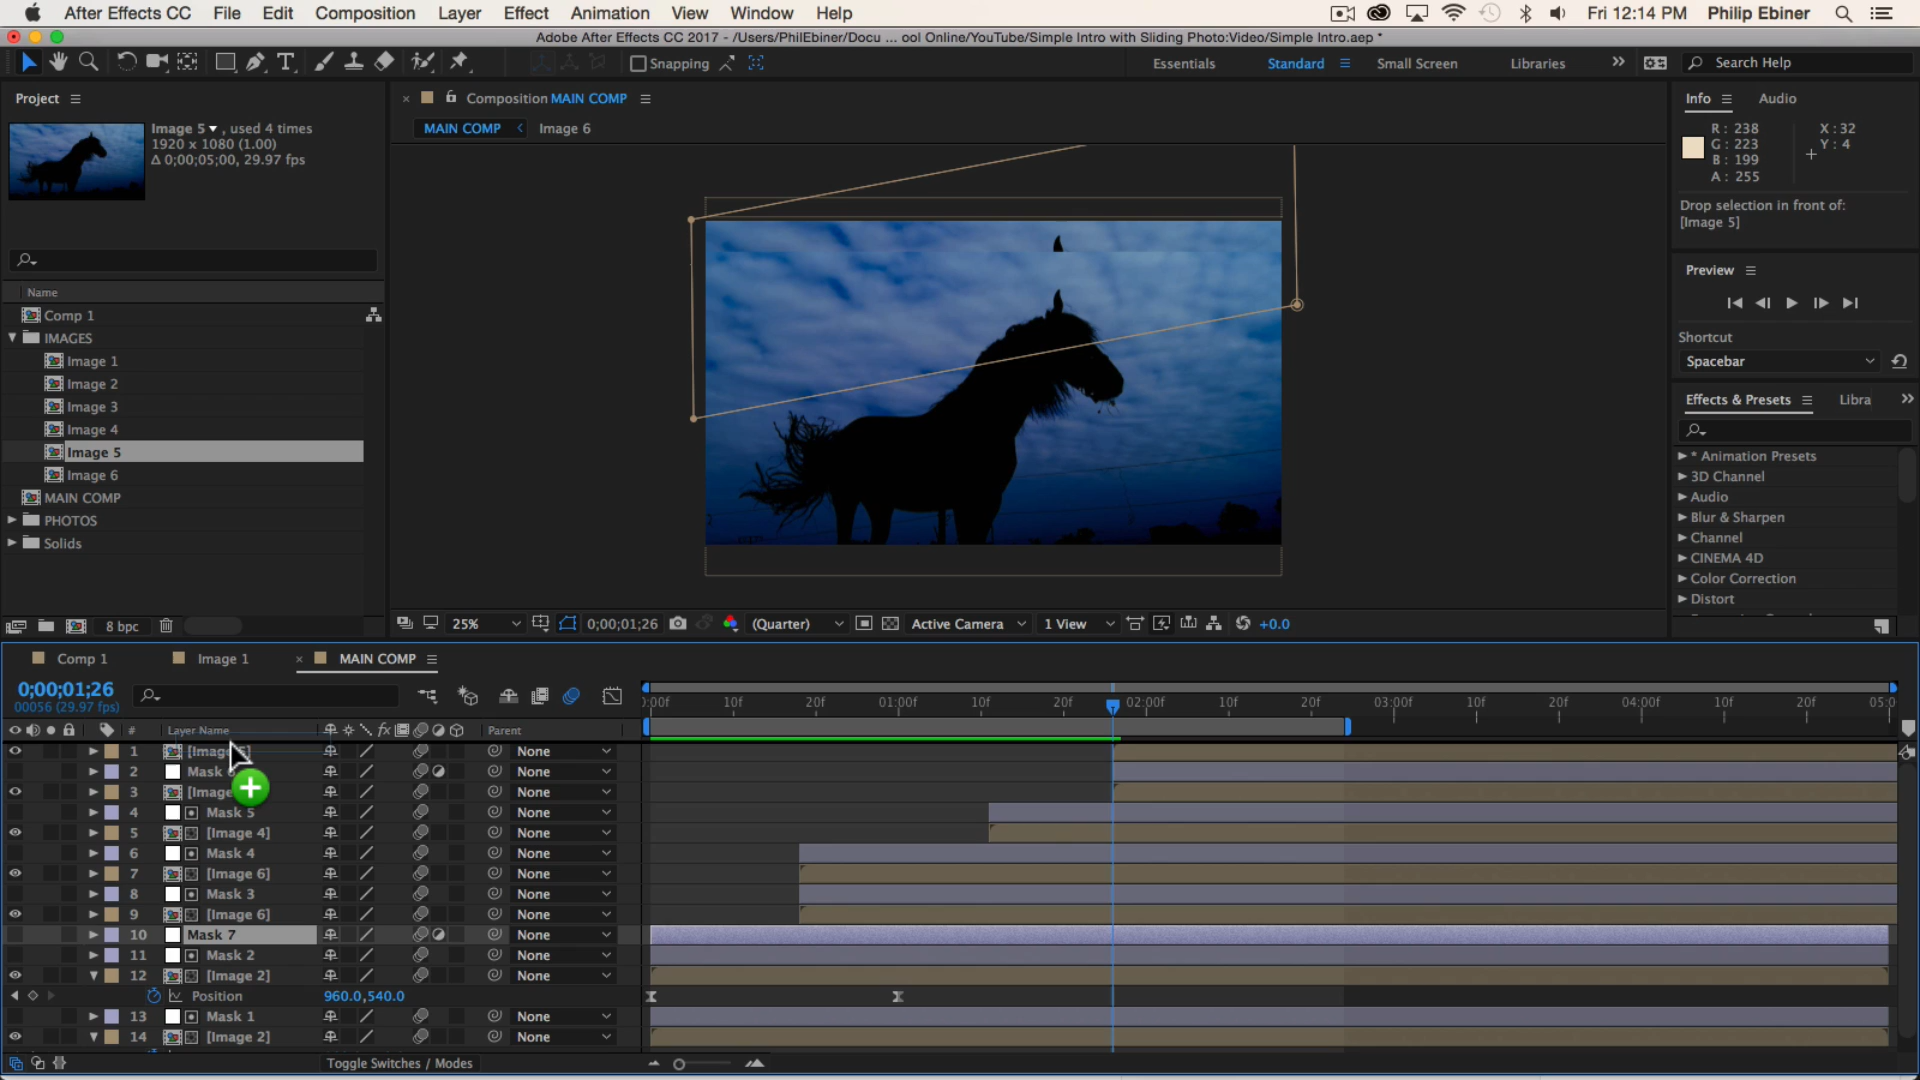 After Effects CC File Edit Composition Layer Effect Animation View Window Help Fri 12:14 PM Philip Ebiner
Adobe After Effects CC 2017 - /Users/PhilEbiner/Docu ... ool Online/YouTube/Simple Intro with Sliding Photo:Video/Simple Intro.aep *
Snapping Essentials Standard Small Screen Libraries Search Help
Project
Image 5 , used 4 times
1920 x 1080 (1.00)
Δ 0;00;05;00, 29.97 fps
Name
Comp 1
IMAGES
Image 1
Image 2
Image 3
Image 4
Image 5
Image 6
MAIN COMP
PHOTOS
Solids
8 bpc
Composition MAIN COMP
MAIN COMP Image 6
25% 0;00;01;26 (Quarter) Active Camera 1 View +0.0
Info Audio
R: 238 X: 32
G: 223 Y: 4
B: 199
A: 255
Drop selection in front of:
[Image 5]
Preview
Shortcut
Spacebar
Effects & Presets Libra
* Animation Presets
3D Channel
Audio
Blur & Sharpen
Channel
CINEMA 4D
Color Correction
Distort
Comp 1 Image 1 MAIN COMP
0;00;01;26
00056 (29.97 fps)
:00f 10f 20f 01:00f 10f 20f 02:00f 10f 20f 03:00f 10f 20f 04:00f 10f 20f 05:0
# Layer Name fx Parent
1 None
2 Mask None
3 None
4 Mask 5 None
5 [Image 4] None
6 Mask 4 None
7 [Image 6] None
8 Mask 3 None
9 [Image 6] None
10 Mask 7 None
11 Mask 2 None
12 [Image 2] None
Position 960.0,540.0
13 Mask 1 None
14 [Image 2] None
Toggle Switches / Modes